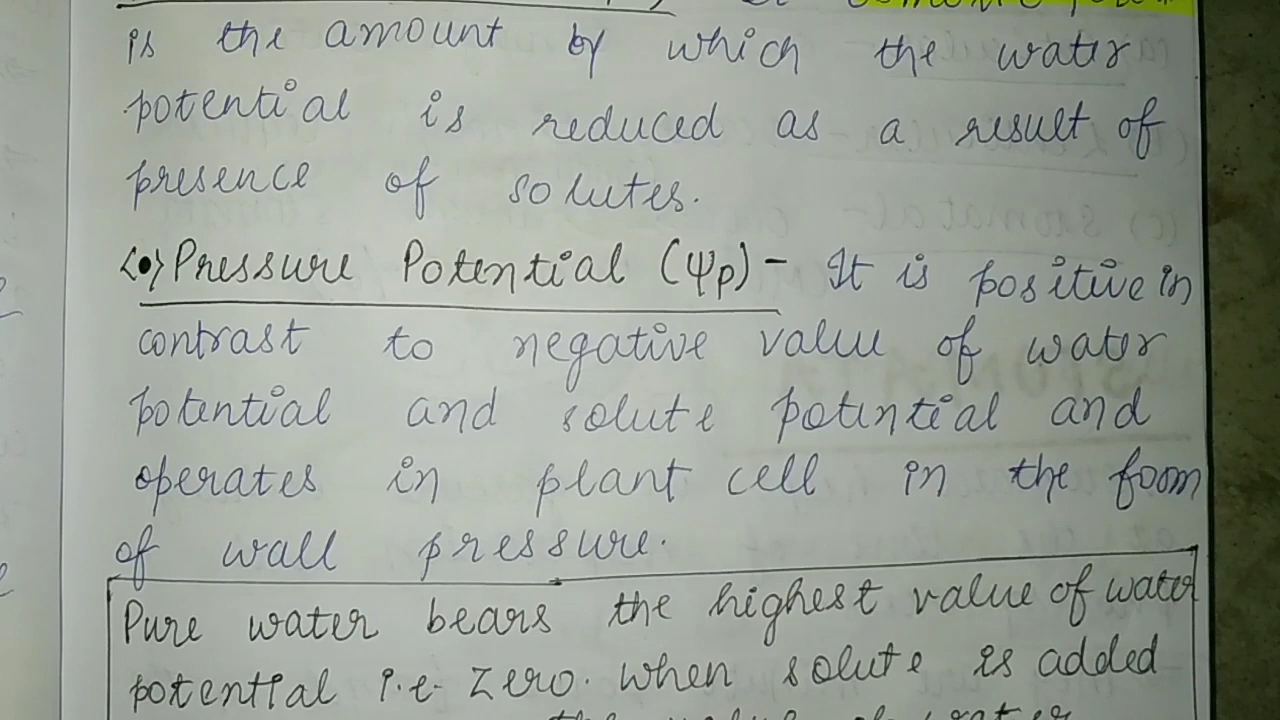 is the amount by which the water
potential is reduced as a result of
presence of solutes.
<•> Pressure Potential (Ψp) - It is positive in
contrast to negative value of water
potential and solute potential and
operates in plant cell in the form
of wall pressure.
Pure water bears the highest value of water
potential i.e. zero. When solute is added